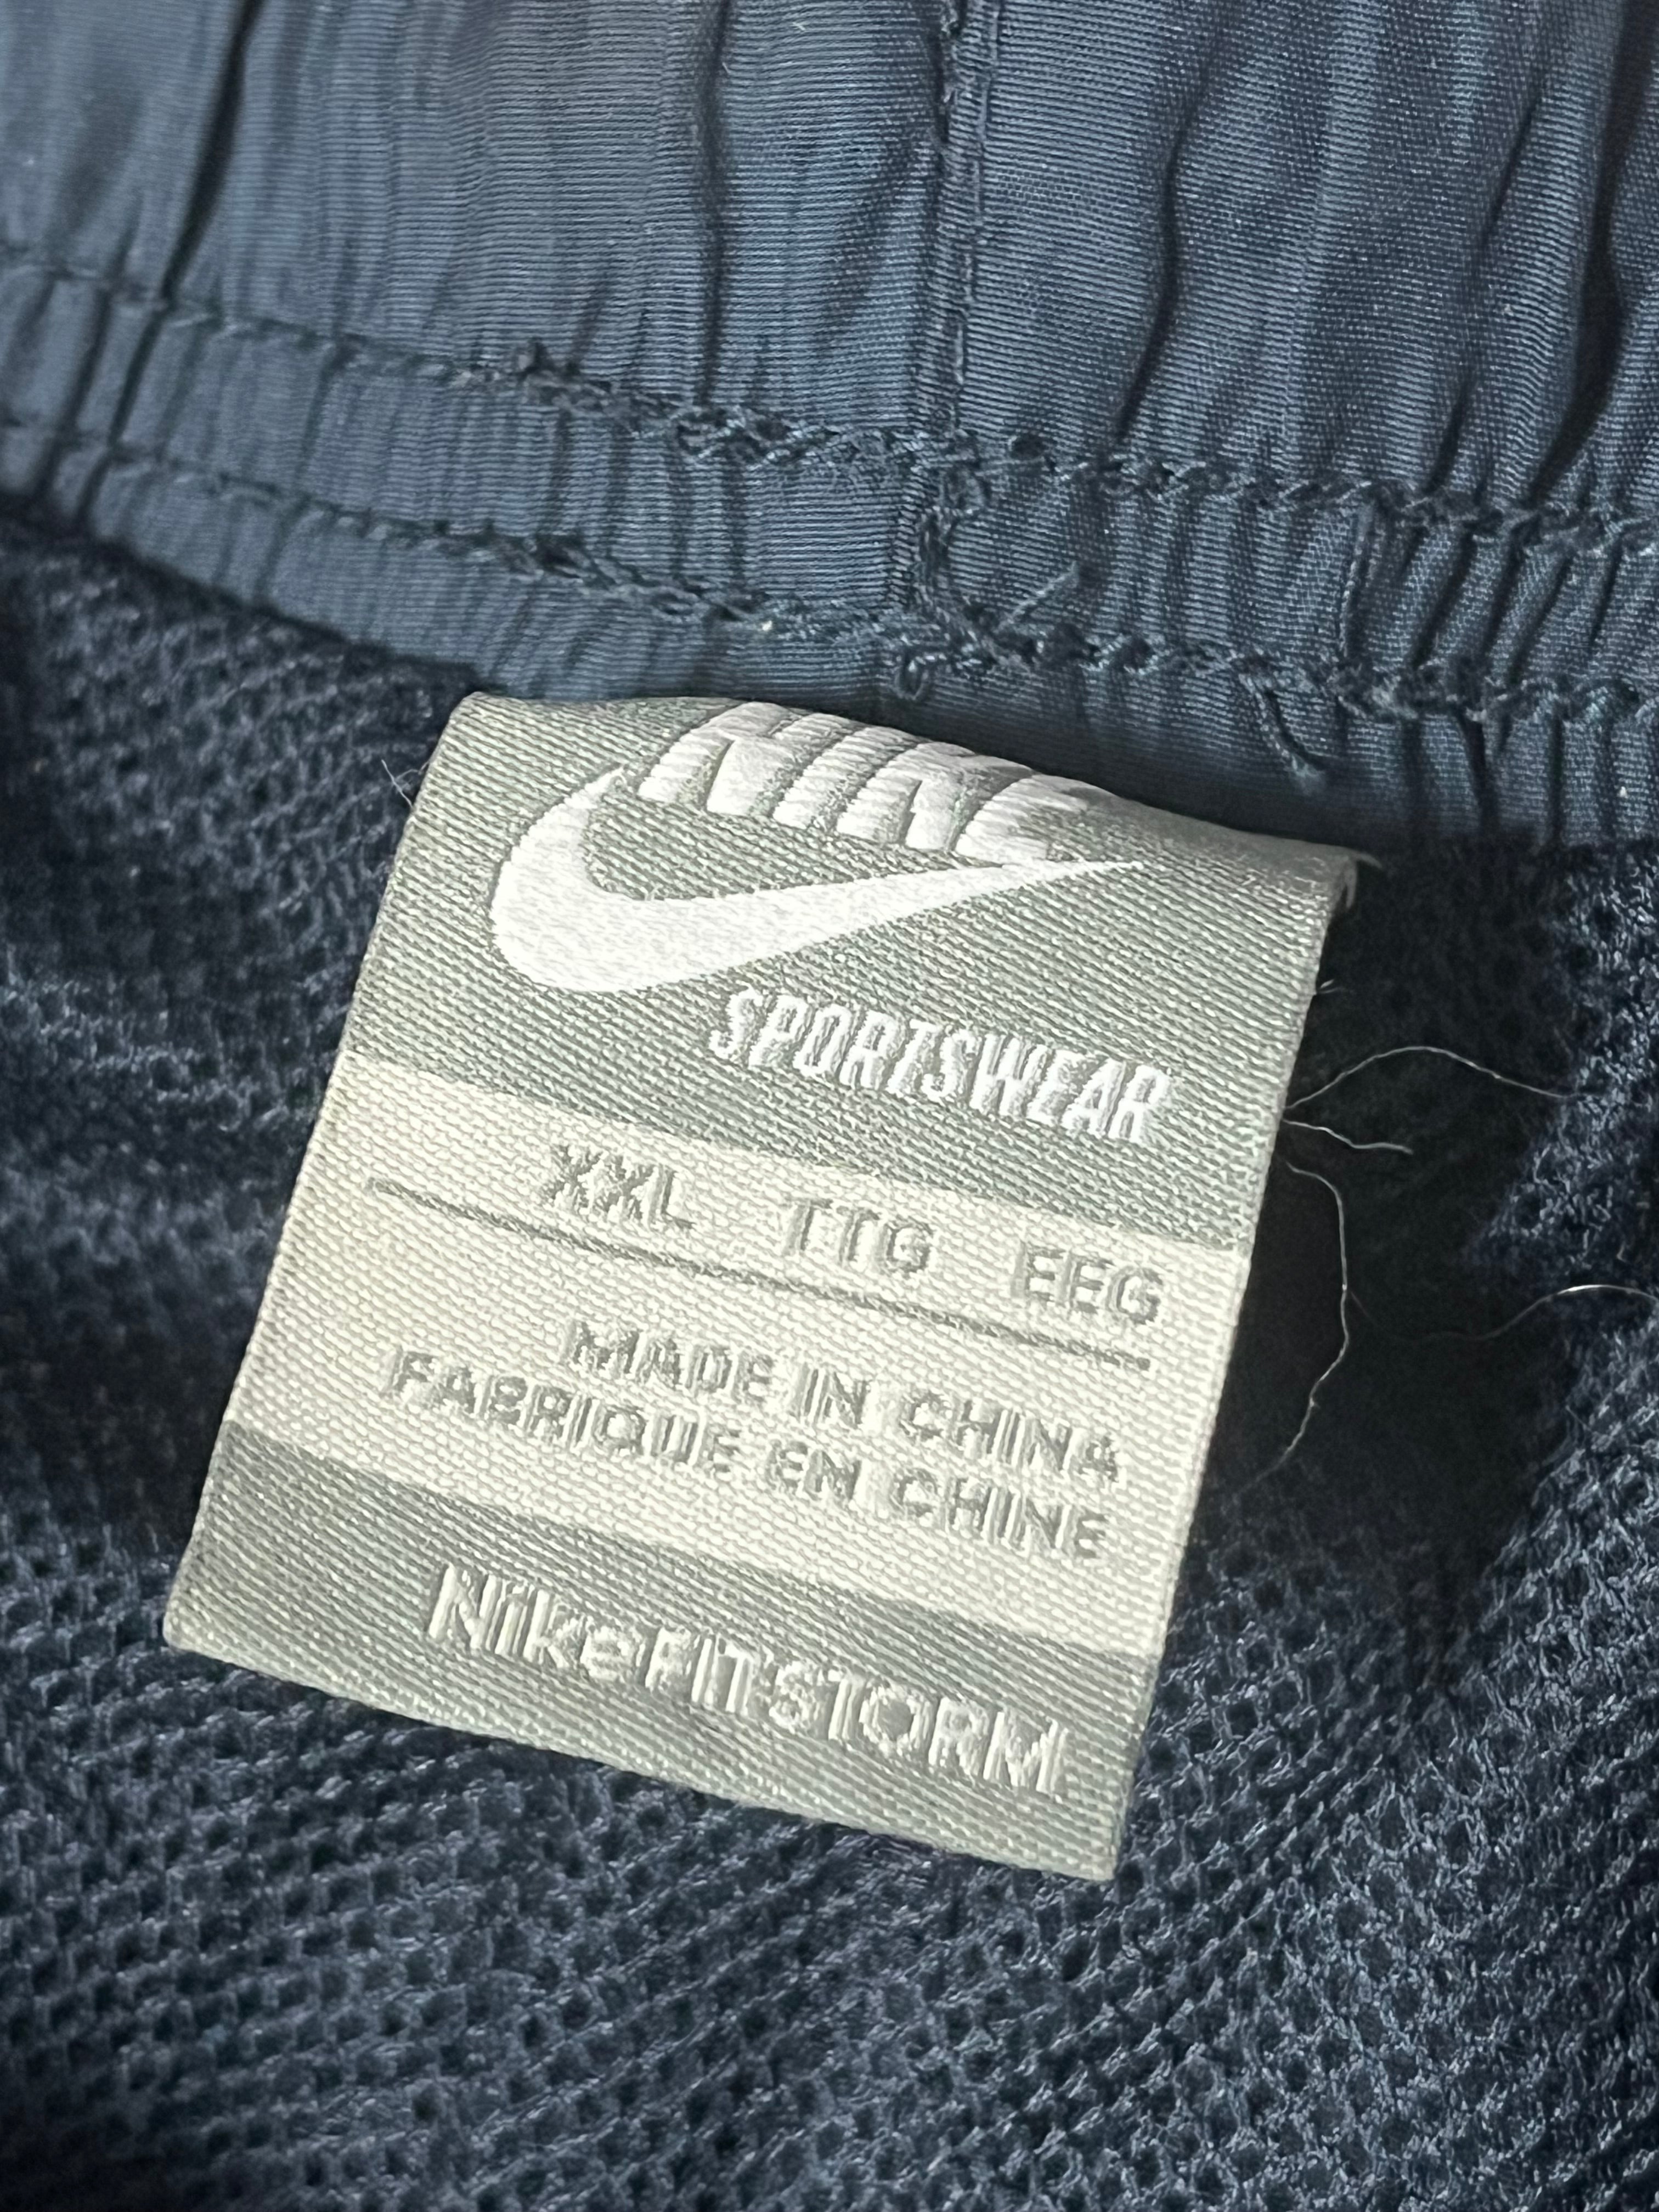 NIKE
SPORTSWEAR
XXL TTG EEG
MADE IN CHINA
FABRIQUE EN CHINE
NikeFITSTORM